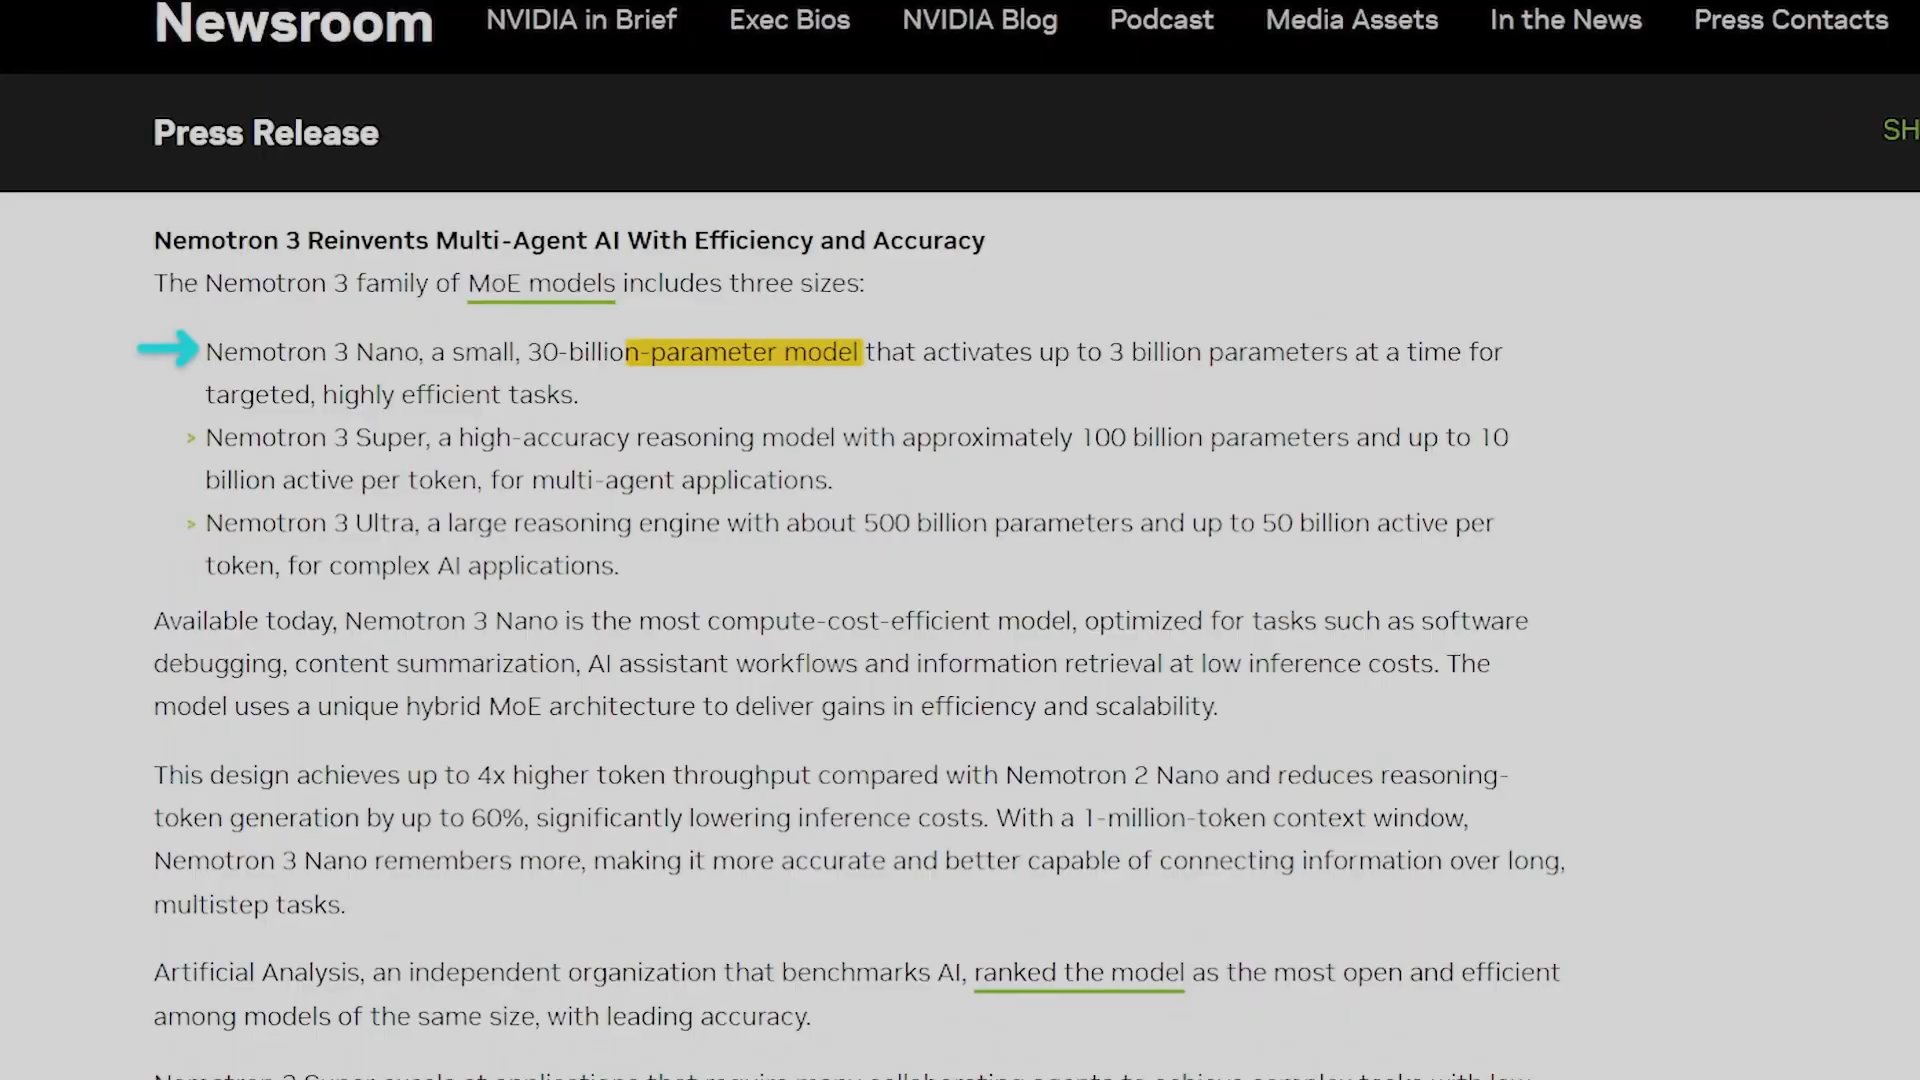 Newsroom NVIDIA in Brief Exec Bios NVIDIA Blog Podcast Media Assets In the News Press Contacts
Press Release
SH
Nemotron 3 Reinvents Multi-Agent AI With Efficiency and Accuracy
The Nemotron 3 family of MoE models includes three sizes:
Nemotron 3 Nano, a small, 30-billion-parameter model that activates up to 3 billion parameters at a time for
targeted, highly efficient tasks.
> Nemotron 3 Super, a high-accuracy reasoning model with approximately 100 billion parameters and up to 10
billion active per token, for multi-agent applications.
> Nemotron 3 Ultra, a large reasoning engine with about 500 billion parameters and up to 50 billion active per
token, for complex AI applications.
Available today, Nemotron 3 Nano is the most compute-cost-efficient model, optimized for tasks such as software
debugging, content summarization, AI assistant workflows and information retrieval at low inference costs. The
model uses a unique hybrid MoE architecture to deliver gains in efficiency and scalability.
This design achieves up to 4x higher token throughput compared with Nemotron 2 Nano and reduces reasoning-
token generation by up to 60%, significantly lowering inference costs. With a 1-million-token context window,
Nemotron 3 Nano remembers more, making it more accurate and better capable of connecting information over long,
multistep tasks.
Artificial Analysis, an independent organization that benchmarks AI, ranked the model as the most open and efficient
among models of the same size, with leading accuracy.